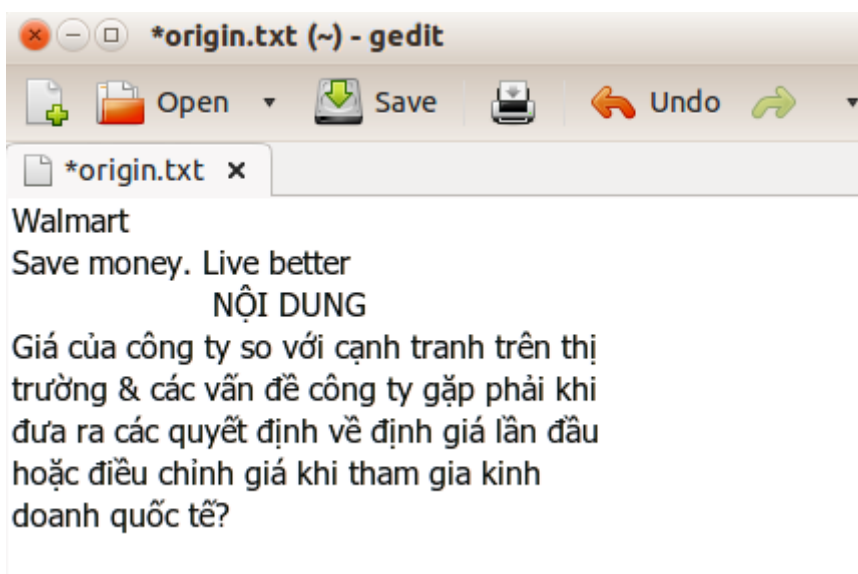 *origin.txt (~) - gedit
Open Save Undo
*origin.txt
Walmart
Save money. Live better
NỘI DUNG
Giá của công ty so với cạnh tranh trên thị
trường & các vấn đề công ty gặp phải khi
đưa ra các quyết định về định giá lần đầu
hoặc điều chỉnh giá khi tham gia kinh
doanh quốc tế?